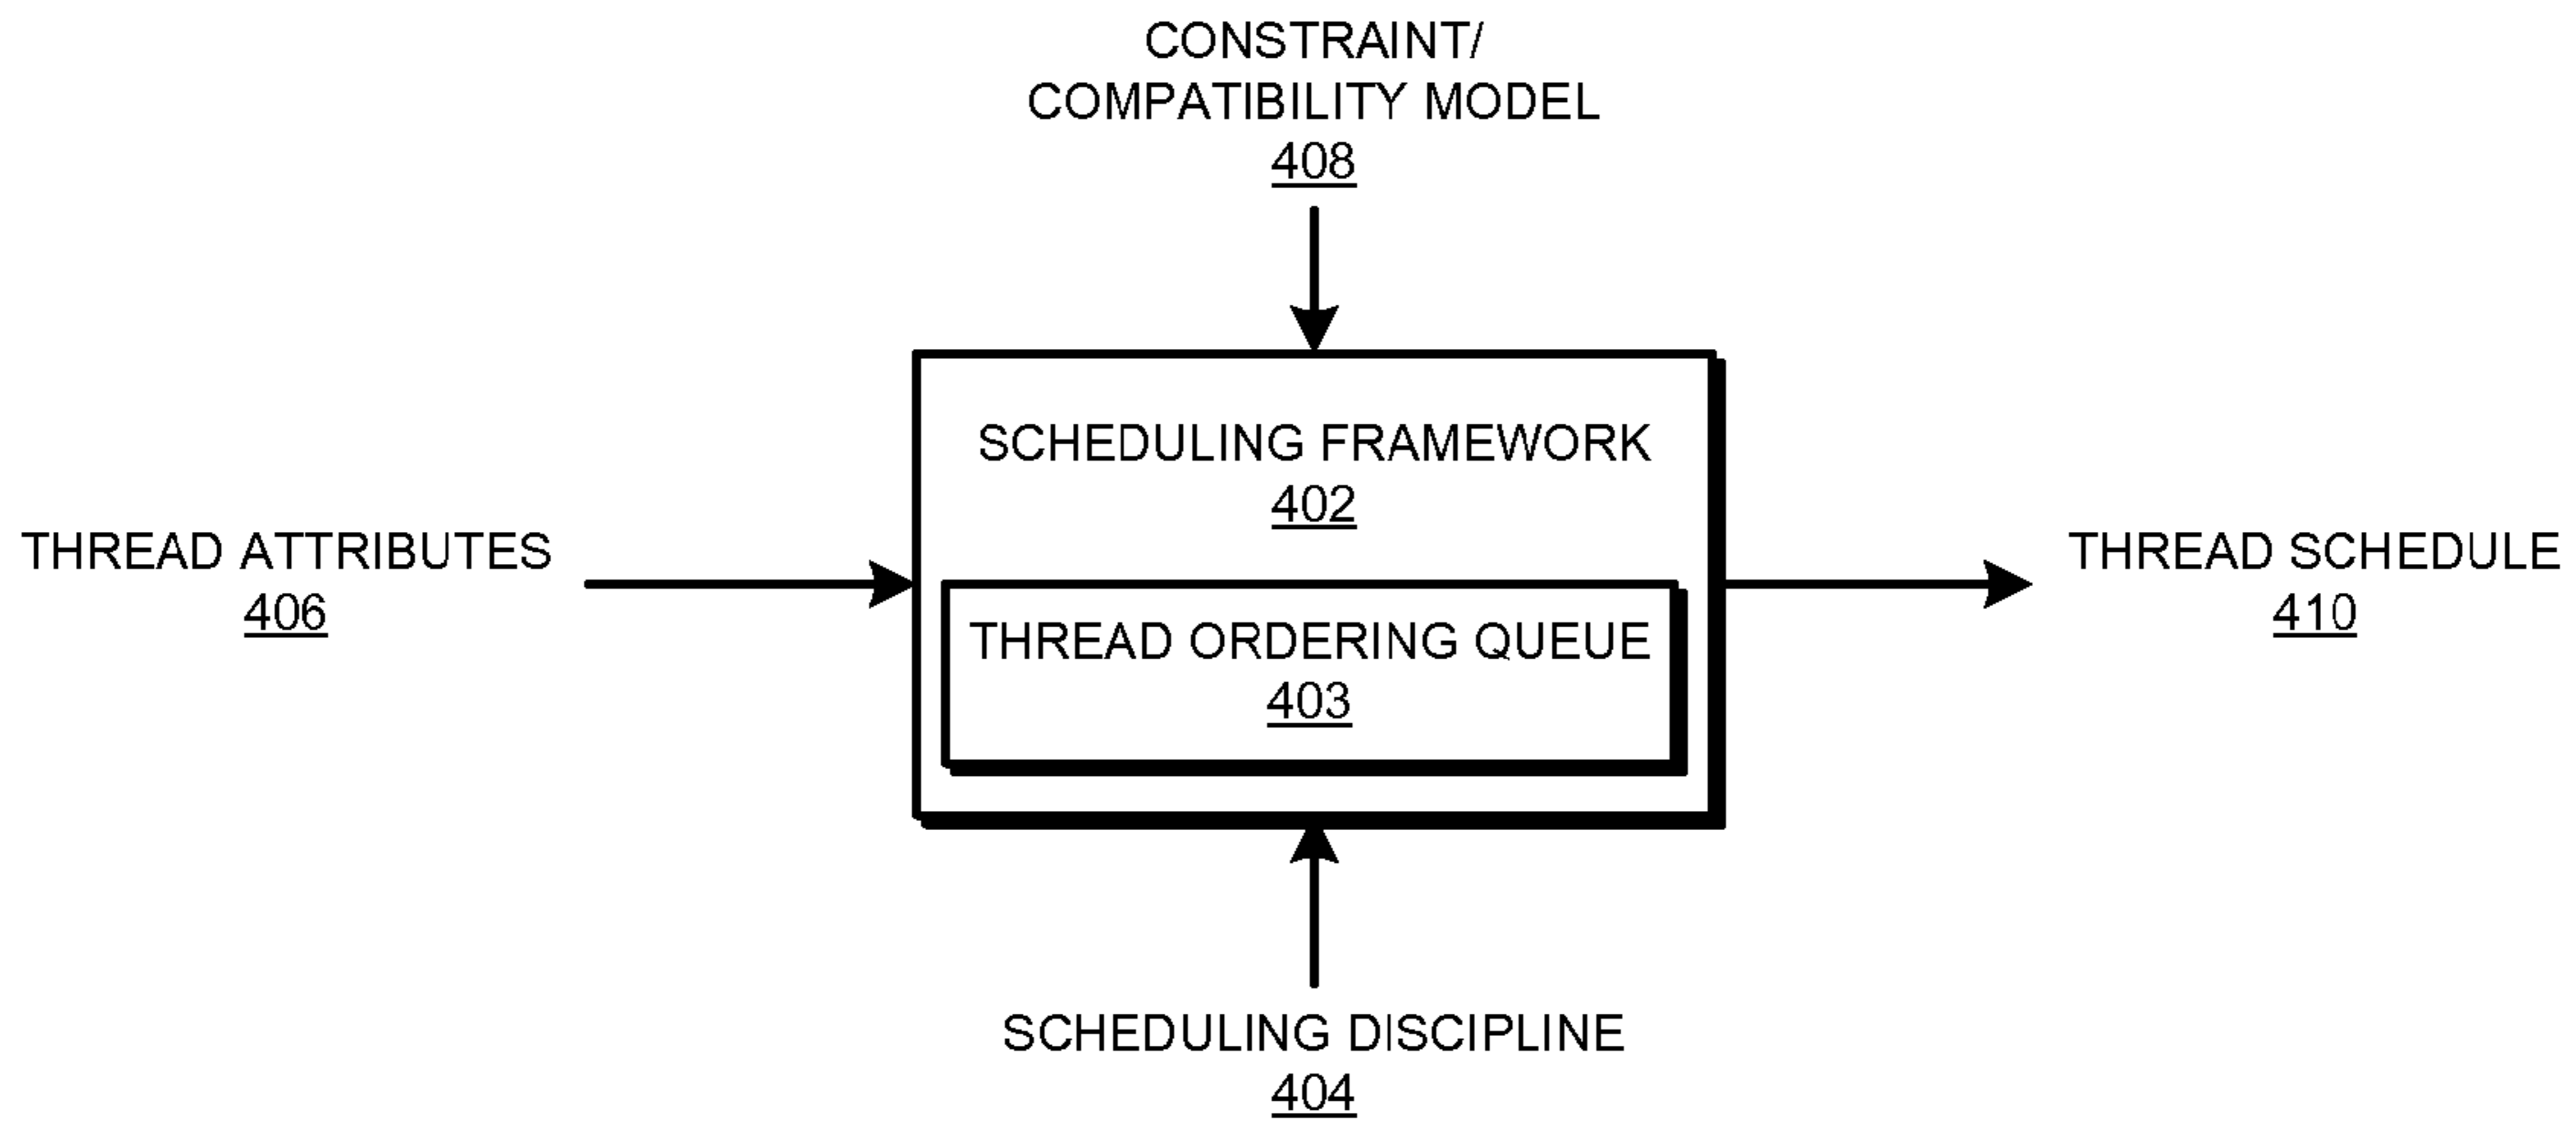 CONSTRAINT/
COMPATIBILITY MODEL
408
SCHEDULING FRAMEWORK
402
THREAD ATTRIBUTES
406
THREAD ORDERING QUEUE
403
THREAD SCHEDULE
410
SCHEDULING DISCIPLINE
404